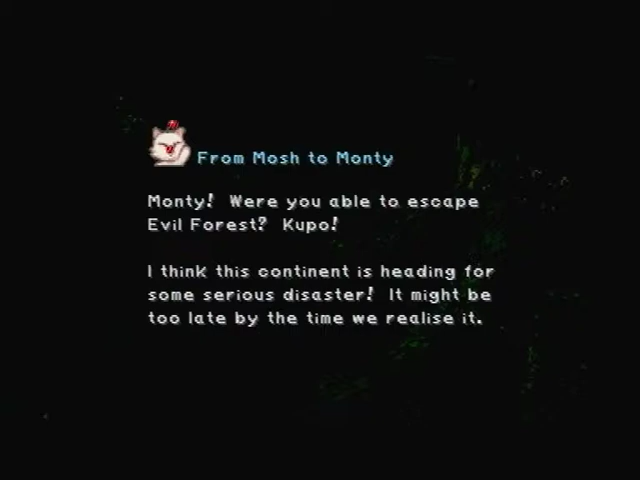 From Mosh to Monty
Monty! Were you able to escape
Evil Forest? Kupo!
I think this continent is heading for
some serious disaster! It might be
too late by the time we realise it.